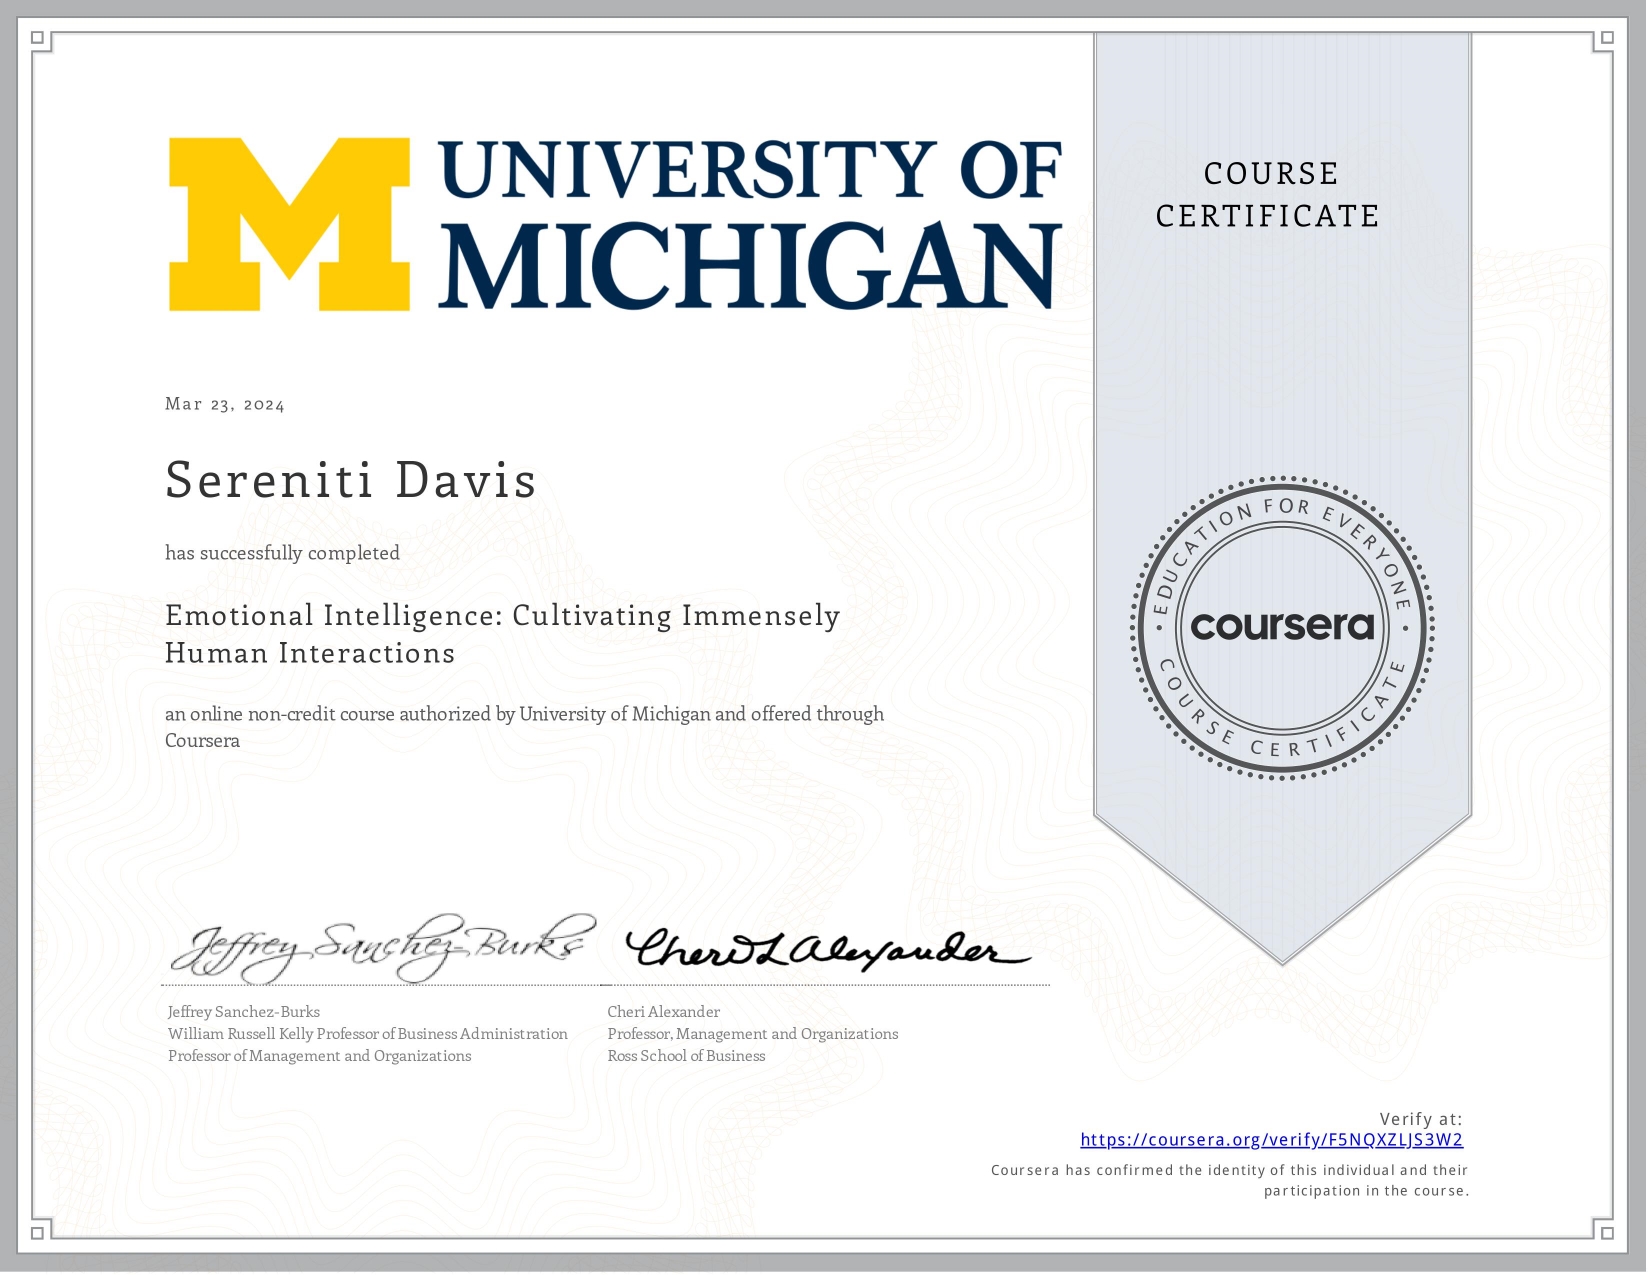 UNIVERSITY OF
MICHIGAN
COURSE
CERTIFICATE
Mar 23, 2024
Sereniti Davis
has successfully completed
Emotional Intelligence: Cultivating Immensely
Human Interactions
an online non-credit course authorized by University of Michigan and offered through
Coursera
EDUCATION FOR EVERYONE
coursera
COURSE CERTIFICATE
Jeffrey Sanchez-Burks
Cheri L Alexander
Jeffrey Sanchez-Burks
William Russell Kelly Professor of Business Administration
Professor of Management and Organizations
Cheri Alexander
Professor, Management and Organizations
Ross School of Business
Verify at:
https://coursera.org/verify/F5NQXZLJS3W2
Coursera has confirmed the identity of this individual and their
participation in the course.